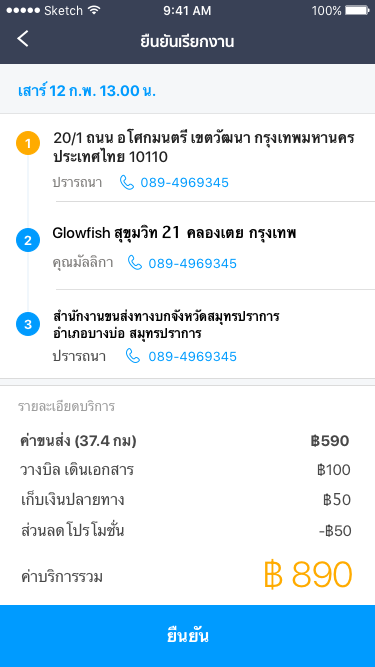 Sketch 9:41 AM 100%
ยืนยันเรียกงาน
เสาร์ 12 ก.พ. 13.00 น.
1 20/1 ถนน อโศกมนตรี เขตวัฒนา กรุงเทพมหานคร
ประเทศไทย 10110
ปรารถนา 089-4969345
2 Glowfish สุขุมวิท 21 คลองเตย กรุงเทพ
คุณมัลลิกา 089-4969345
3 สำนักงานขนส่งทางบกจังหวัดสมุทรปราการ
อำเภอบางบ่อ สมุทรปราการ
ปรารถนา 089-4969345
รายละเอียดบริการ
ค่าขนส่ง (37.4 กม) ฿590
วางบิล เดินเอกสาร ฿100
เก็บเงินปลายทาง ฿50
ส่วนลดโปรโมชั่น -฿50
ค่าบริการรวม ฿ 890
ยืนยัน